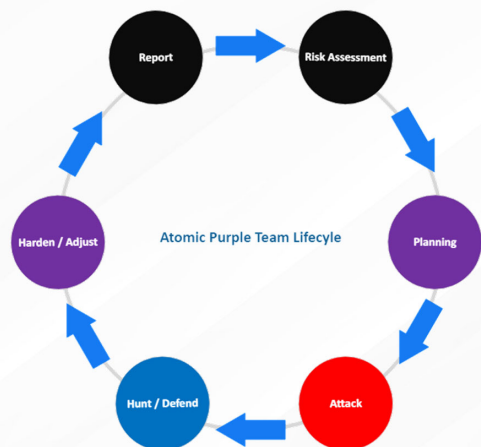 Report
Risk Assessment
Harden / Adjust
Atomic Purple Team Lifecyle
Planning
Hunt / Defend
Attack